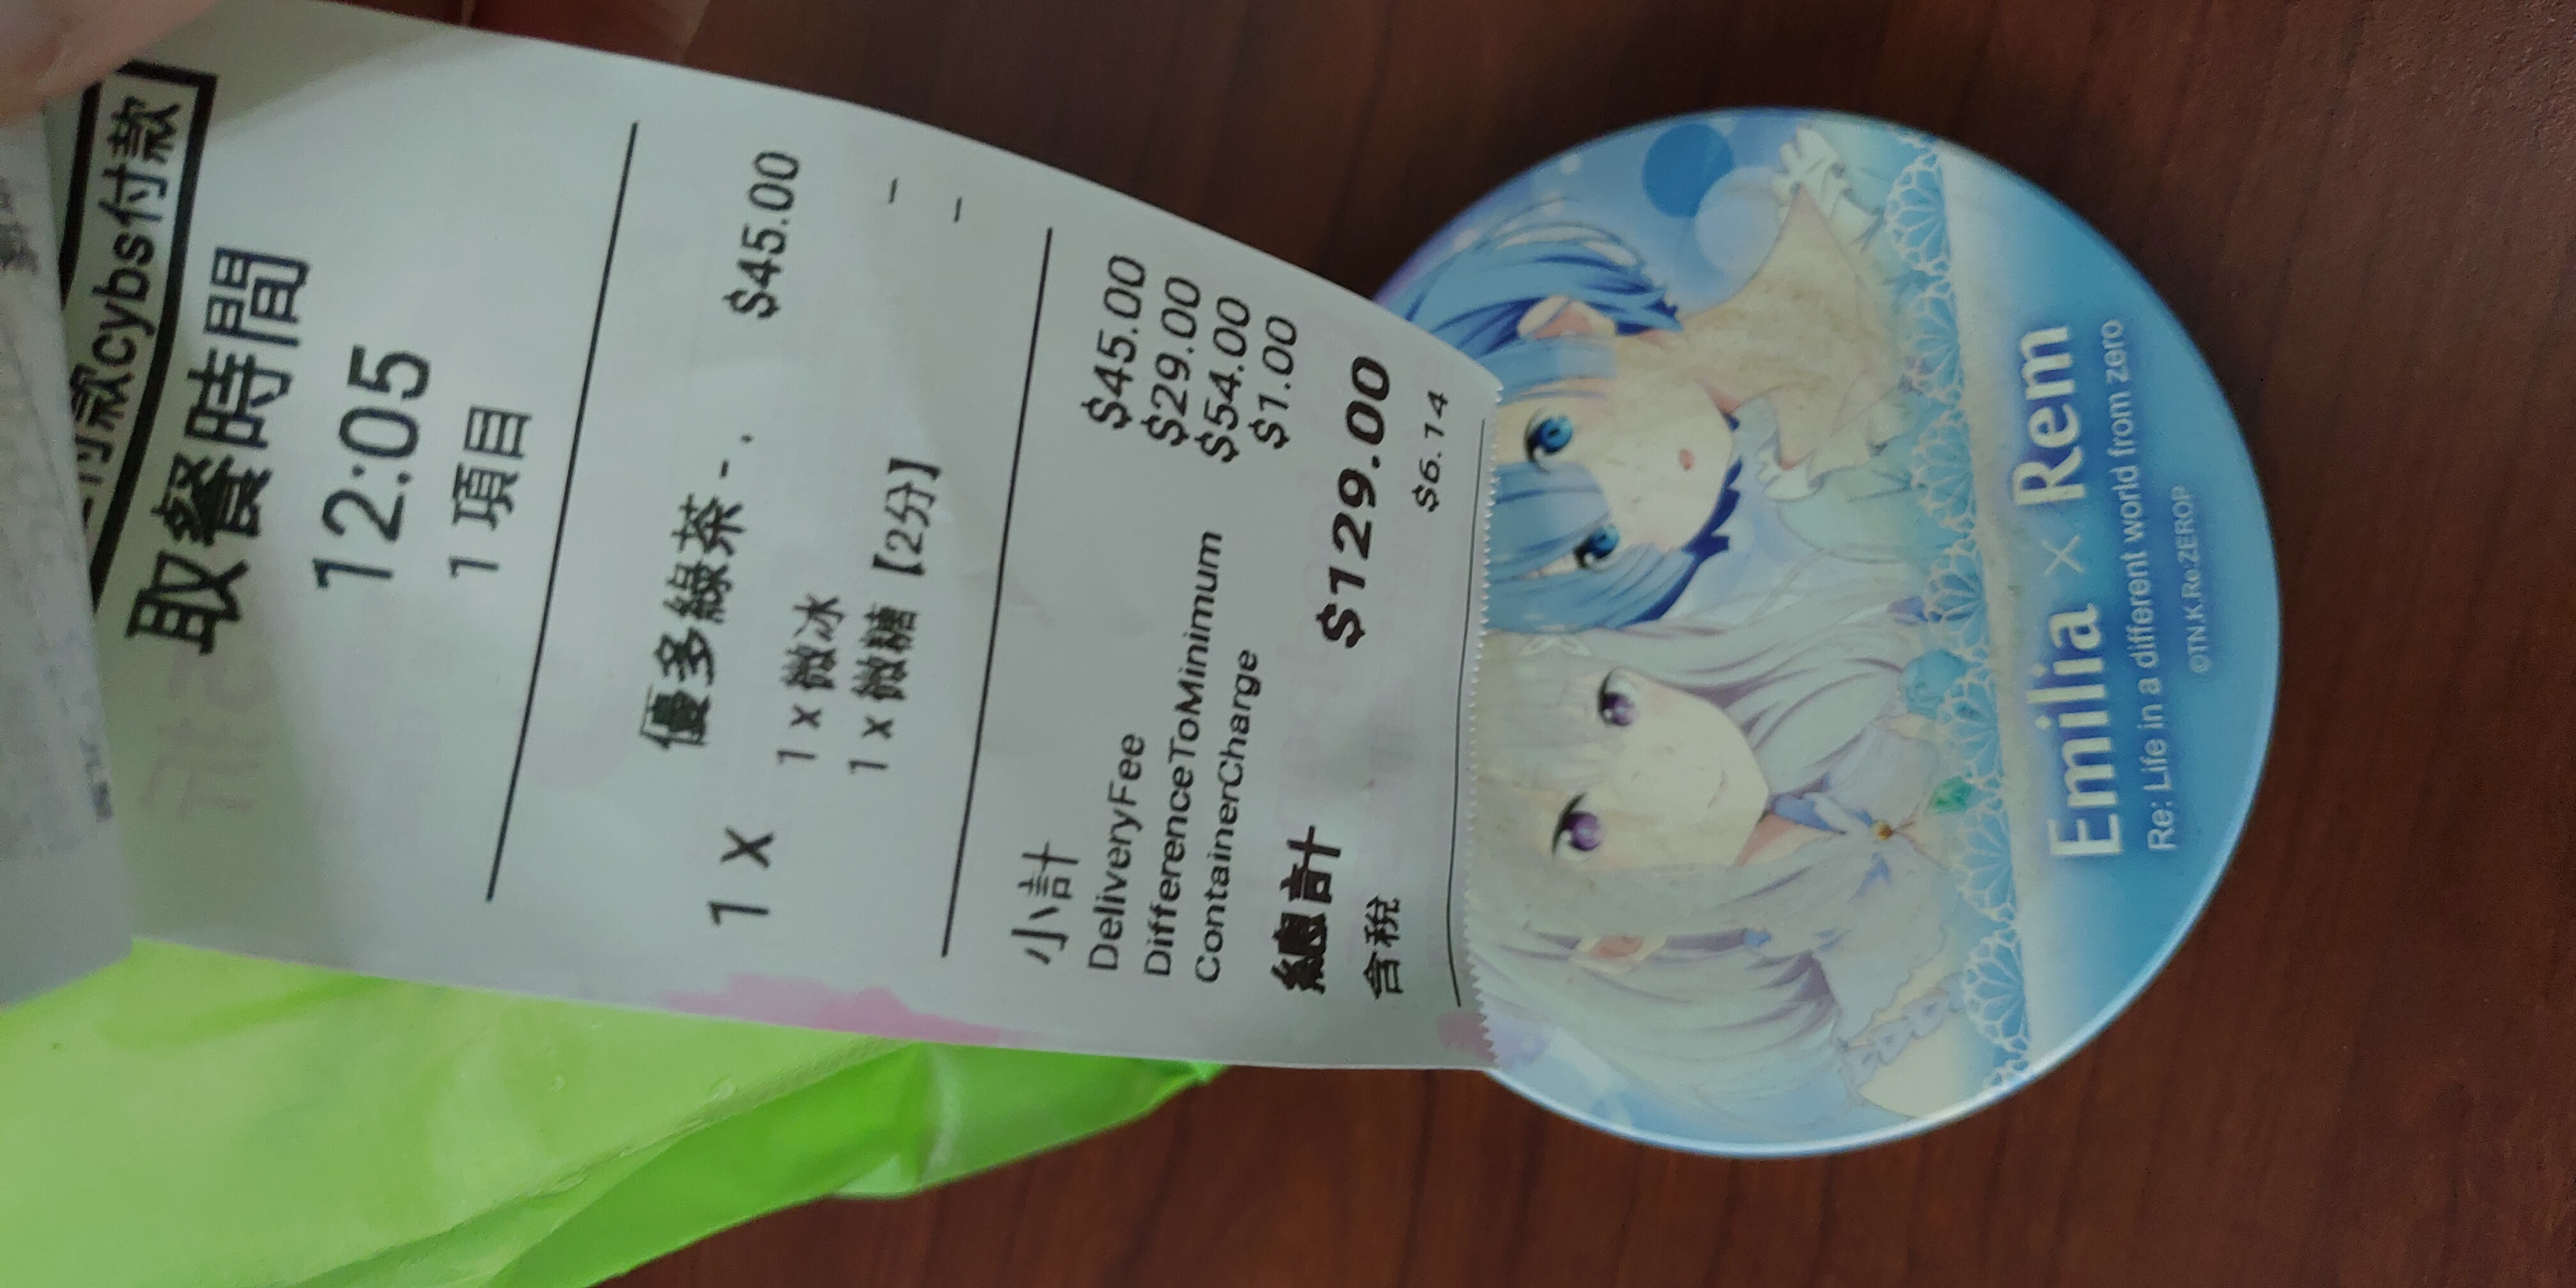 付款cybs付款
取餐時間
12:05
1 項目
1 x 優多綠茶 - . $45.00
1 x 微冰 -
1 x 微糖【2分】 -
小計 $45.00
DeliveryFee $29.00
DifferenceToMinimum $54.00
ContainerCharge $1.00
總計 $129.00
含稅 $6.14
Emilia × Rem
Re: Life in a different world from zero
©TN.K.Re:ZEROP